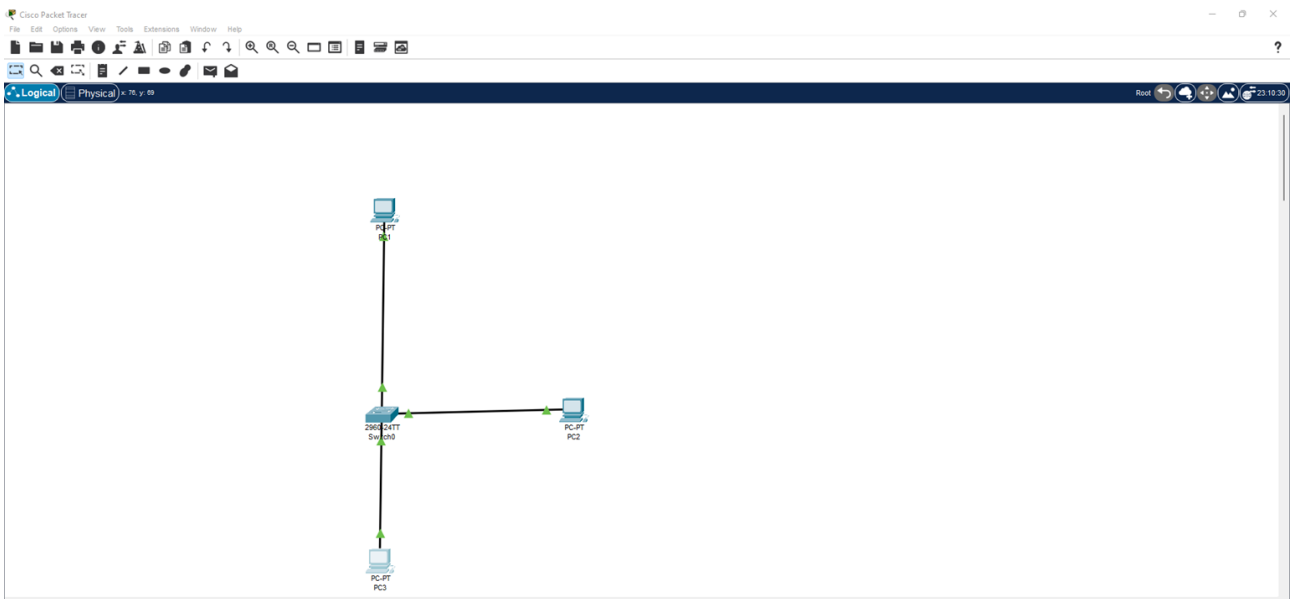 Cisco Packet Tracer
File Edit Options View Tools Extensions Window Help
?
Logical Physical x: 76, y: 69 Root 23:10:30
PC-PT
PC1
2960-24TT
Switch0
PC-PT
PC2
PC-PT
PC3